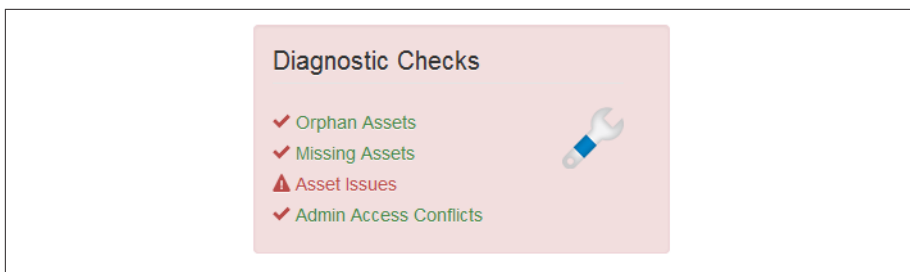 Diagnostic Checks
Orphan Assets
Missing Assets
Asset Issues
Admin Access Conflicts